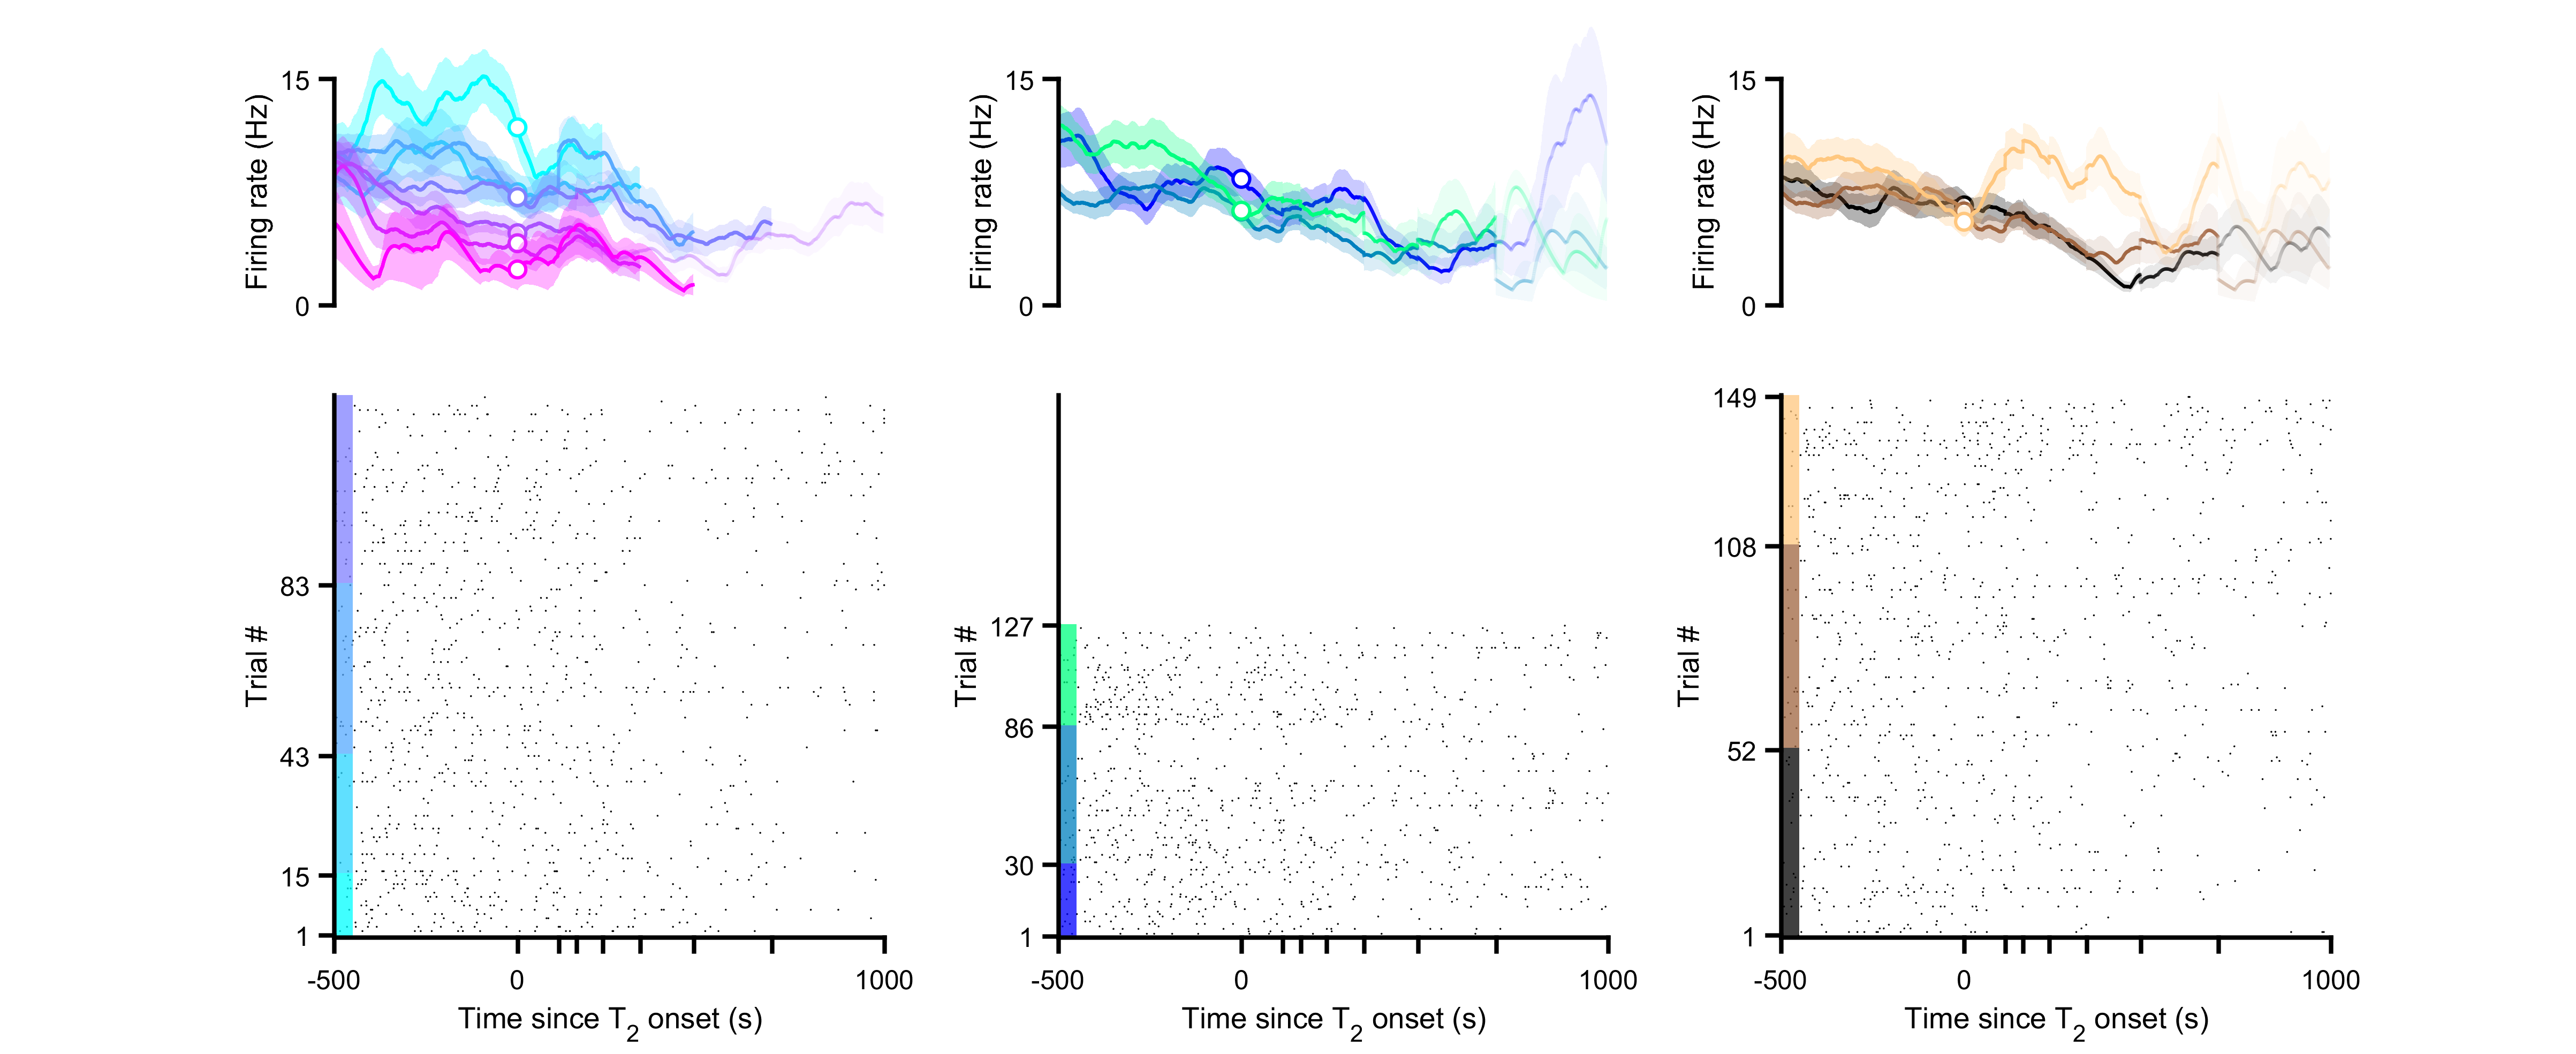 15
Firing rate (Hz)
0
15
Firing rate (Hz)
0
15
Firing rate (Hz)
0
83
43
15
1
Trial #
-500 0 1000
Time since T2 onset (s)
127
86
30
1
Trial #
-500 0 1000
Time since T2 onset (s)
149
108
52
1
Trial #
-500 0 1000
Time since T2 onset (s)